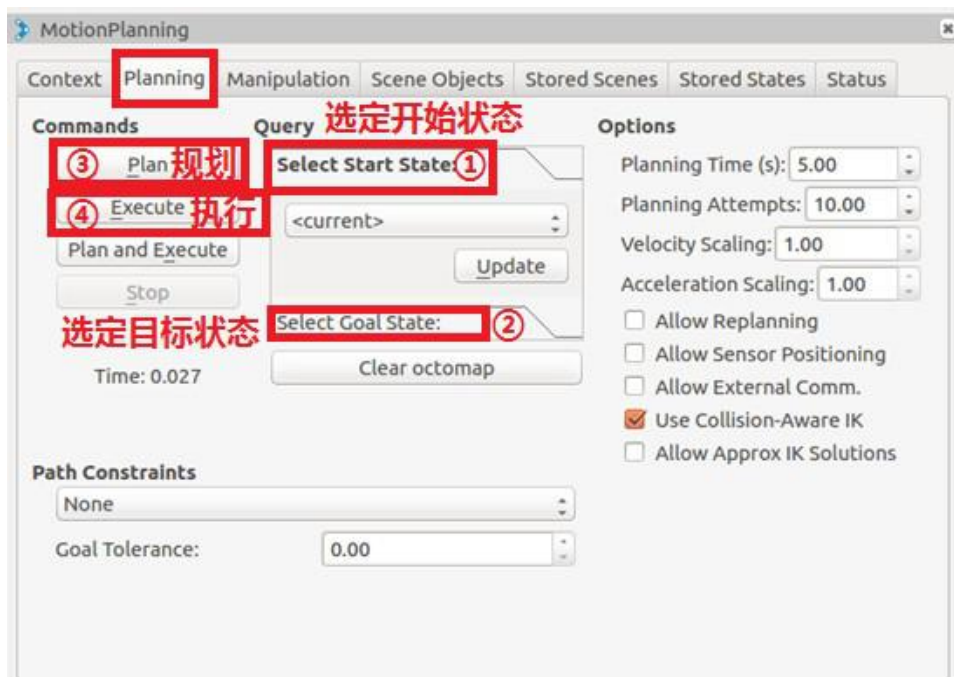 MotionPlanning
Context Planning Manipulation Scene Objects Stored Scenes Stored States Status
Commands
③ Plan 规划
④ Execute 执行
Plan and Execute
Stop
选定目标状态
Time: 0.027
Query 选定开始状态
Select Start State: ①
<current>
Update
Select Goal State: ②
Clear octomap
Options
Planning Time (s): 5.00
Planning Attempts: 10.00
Velocity Scaling: 1.00
Acceleration Scaling: 1.00
Allow Replanning
Allow Sensor Positioning
Allow External Comm.
Use Collision-Aware IK
Allow Approx IK Solutions
Path Constraints
None
Goal Tolerance: 0.00